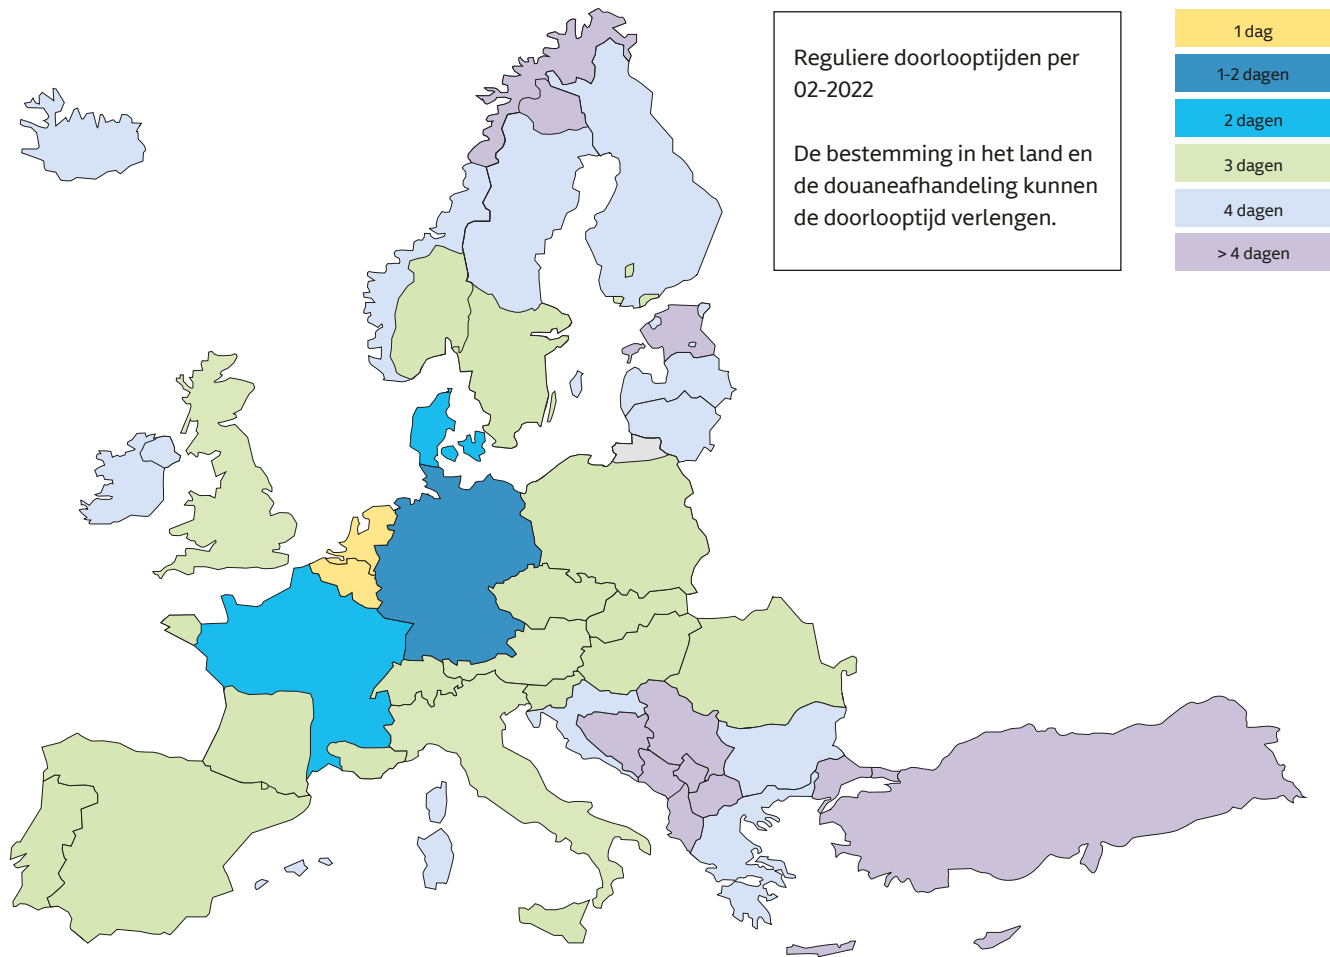 Reguliere doorlooptijden per
02-2022
De bestemming in het land en
de douaneafhandeling kunnen
de doorlooptijd verlengen.
1 dag
1-2 dagen
2 dagen
3 dagen
4 dagen
> 4 dagen